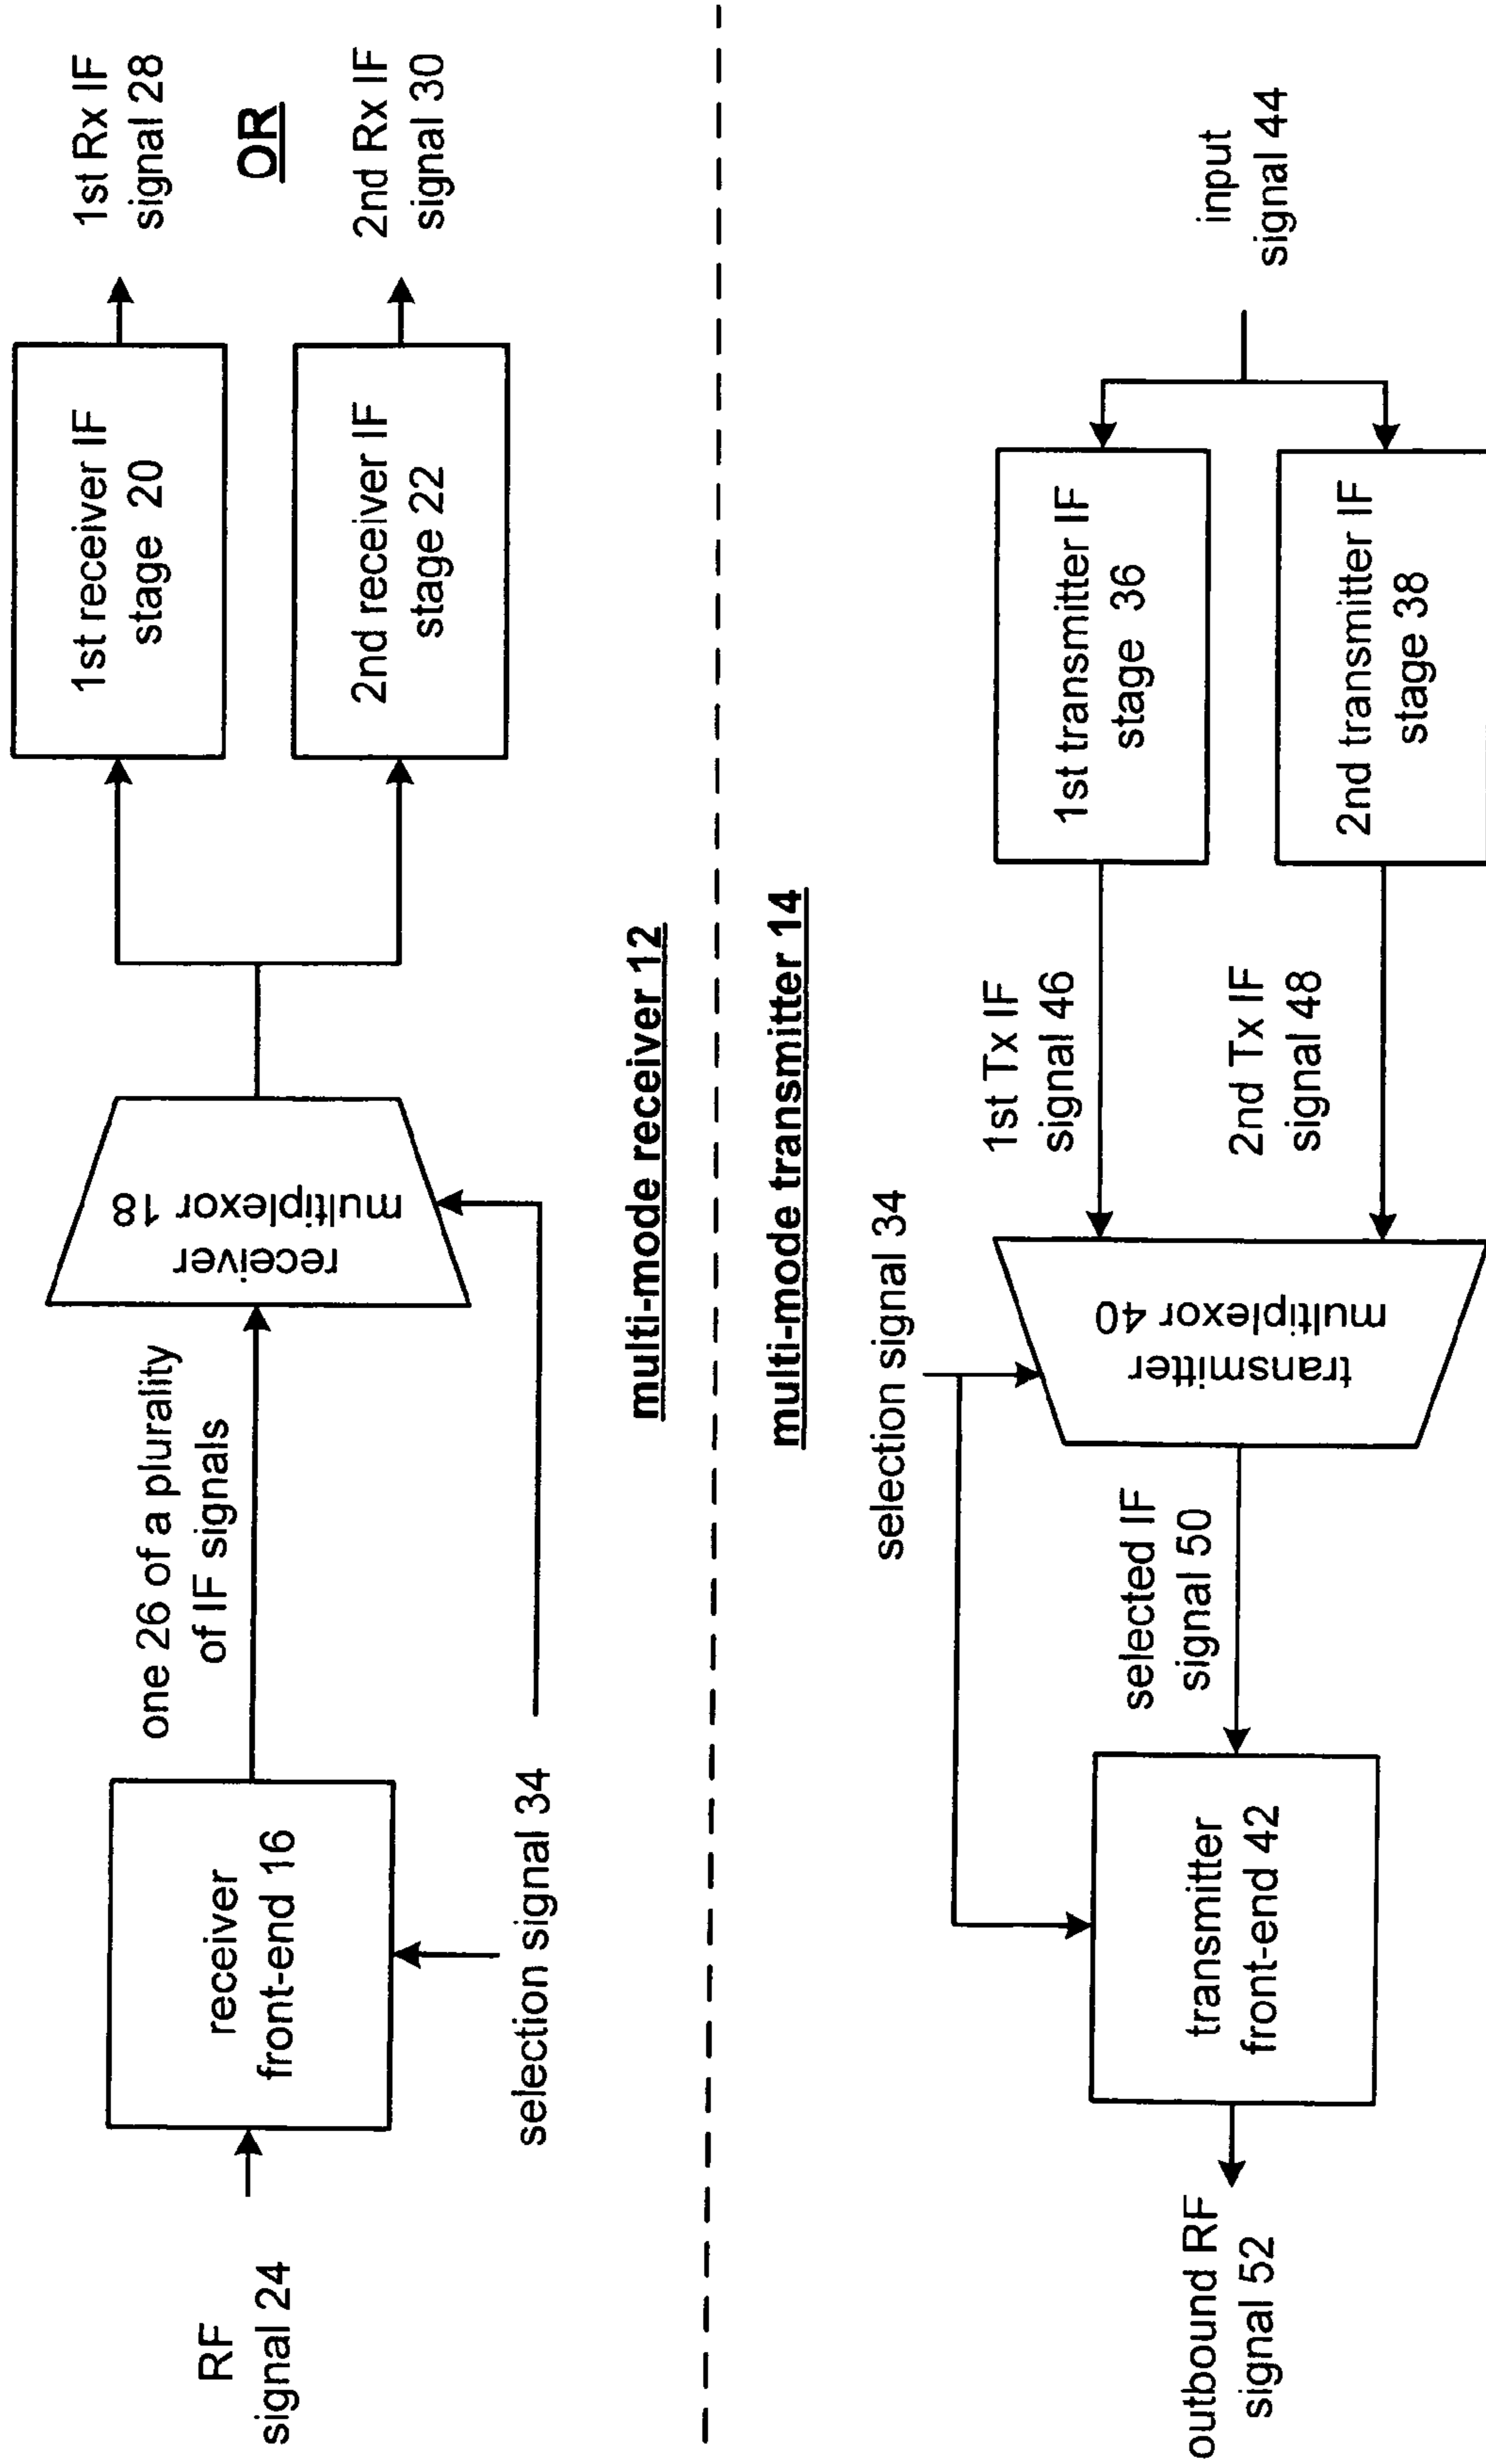 RF
signal 24
receiver
front-end 16
one 26 of a plurality
of IF signals
receiver
multiplexor 18
1st receiver IF
stage 20
2nd receiver IF
stage 22
1st Rx IF
signal 28
OR
2nd Rx IF
signal 30
selection signal 34
multi-mode receiver 12
multi-mode transmitter 14
selection signal 34
outbound RF
signal 52
transmitter
front-end 42
selected IF
signal 50
transmitter
multiplexor 40
1st Tx IF
signal 46
2nd Tx IF
signal 48
1st transmitter IF
stage 36
2nd transmitter IF
stage 38
input
signal 44